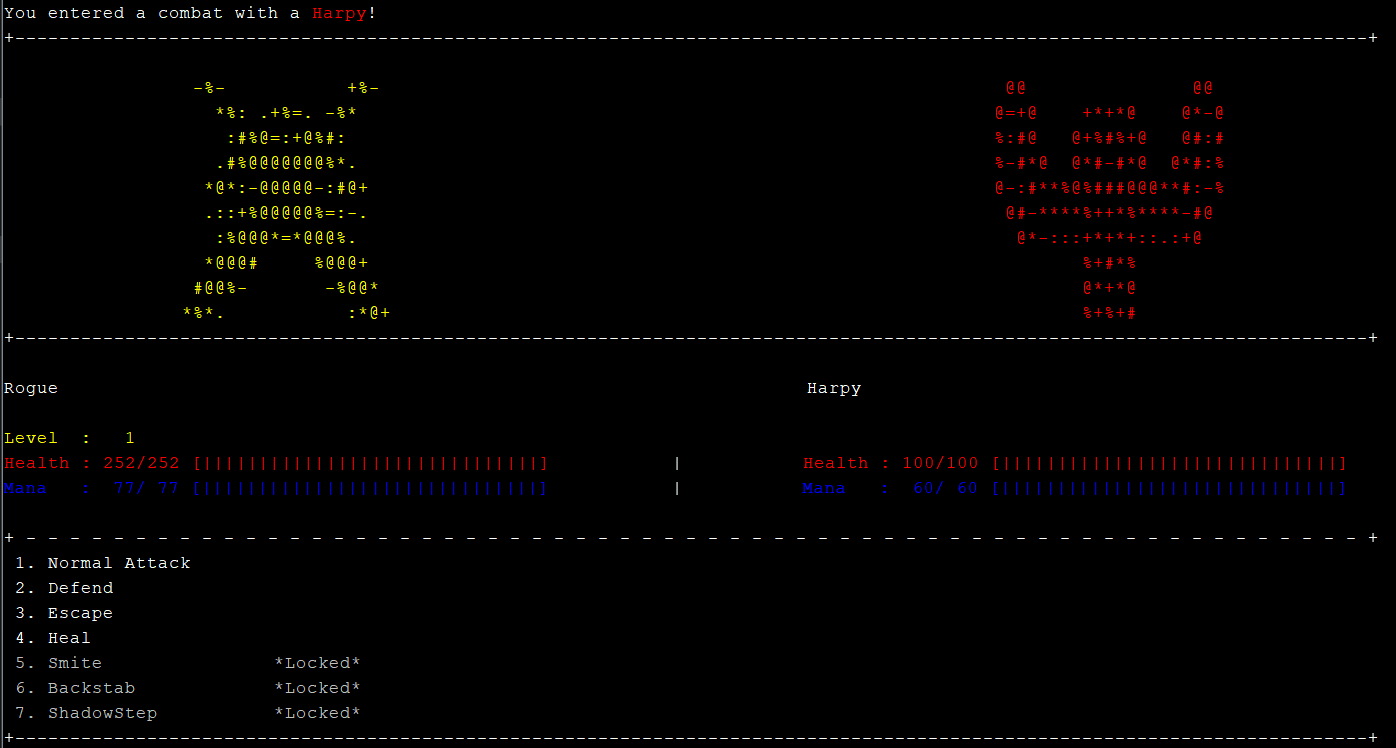 You entered a combat with a Harpy!
+---------------------------------------------------------------------------------------------------------------------------+
-%-           +%-                                                        @@               @@
*%: .+%=. -%*                                                          @=+@    +*+*@    @*-@
:#%@=:+@%#:                                                            %:#@   @+%#%+@   @#:#
.#%@@@@@@@%*.                                                          %-#*@  @*#-#*@  @*#:%
*@*:-@@@@@-:#@+                                                        @-:#**%@%###@@@**#:-%
.::+%@@@@@%=:-.                                                        @#-****%++*%****-#@
:%@@@*=*@@@%.                                                          @*-:::+*+*+::.:+@
*@@@#     %@@@+                                                        %+#*%
#@@%-       -%@@*                                                      @*+*@
*%*.           :*@+                                                    %+%+#
+---------------------------------------------------------------------------------------------------------------------------+
Rogue                                                                    Harpy
Level  :   1
Health : 252/252 [||||||||||||||||||||||||||||||]            |           Health : 100/100 [||||||||||||||||||||||||||||||]
Mana   :  77/ 77 [||||||||||||||||||||||||||||||]            |           Mana   :  60/ 60 [||||||||||||||||||||||||||||||]
+ - - - - - - - - - - - - - - - - - - - - - - - - - - - - - - - - - - - - - - - - - - - - - - - - - - - - - - - - - - - - - +
1. Normal Attack
2. Defend
3. Escape
4. Heal
5. Smite                *Locked*
6. Backstab             *Locked*
7. ShadowStep           *Locked*
+---------------------------------------------------------------------------------------------------------------------------+